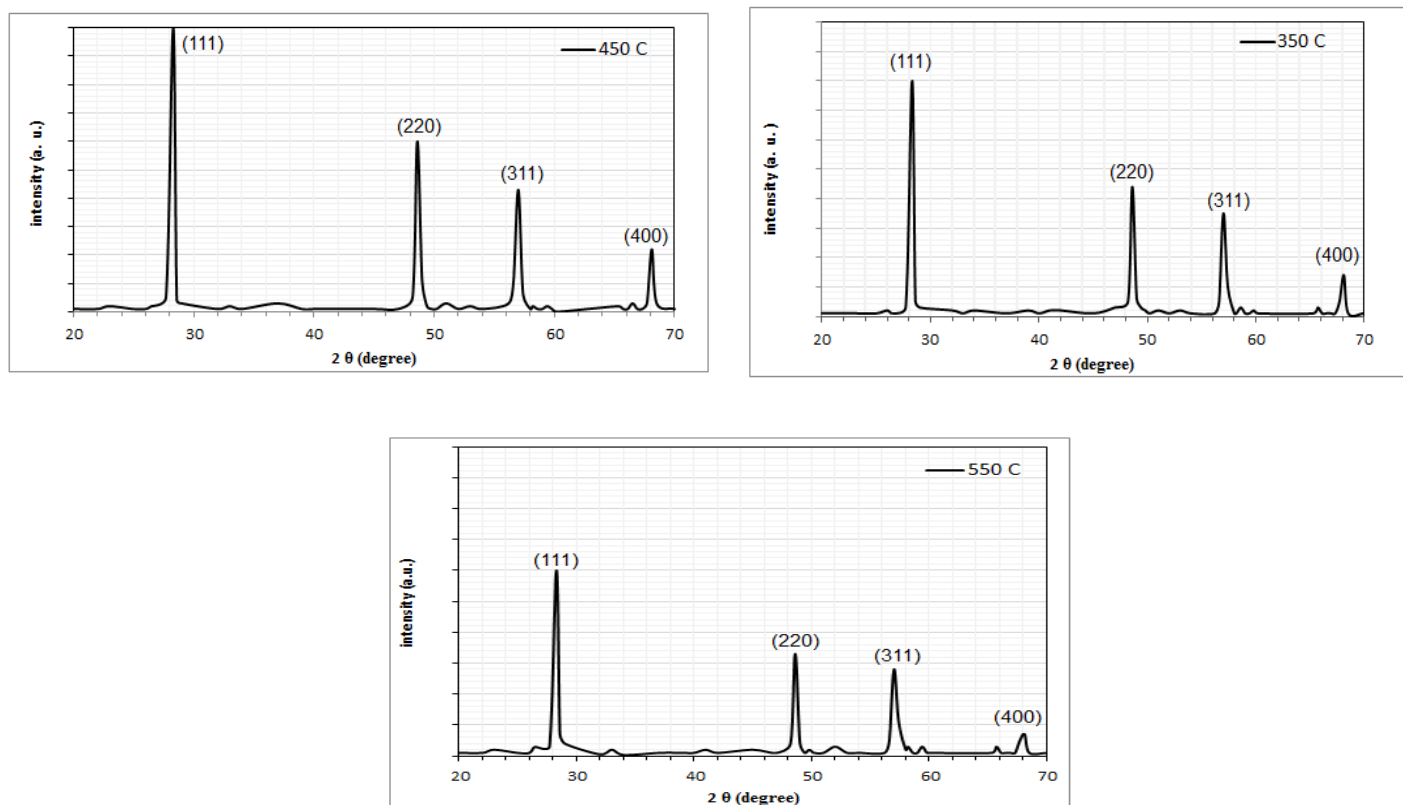 450 C
(111)
(220)
(311)
(400)
intensity (a. u.)
20 30 40 50 60 70
2 θ (degree)
350 C
(111)
(220)
(311)
(400)
intensity (a. u. )
20 30 40 50 60 70
2 θ (degree)
550 C
(111)
(220)
(311)
(400)
intensity (a.u.)
20 30 40 50 60 70
2 θ (degree)